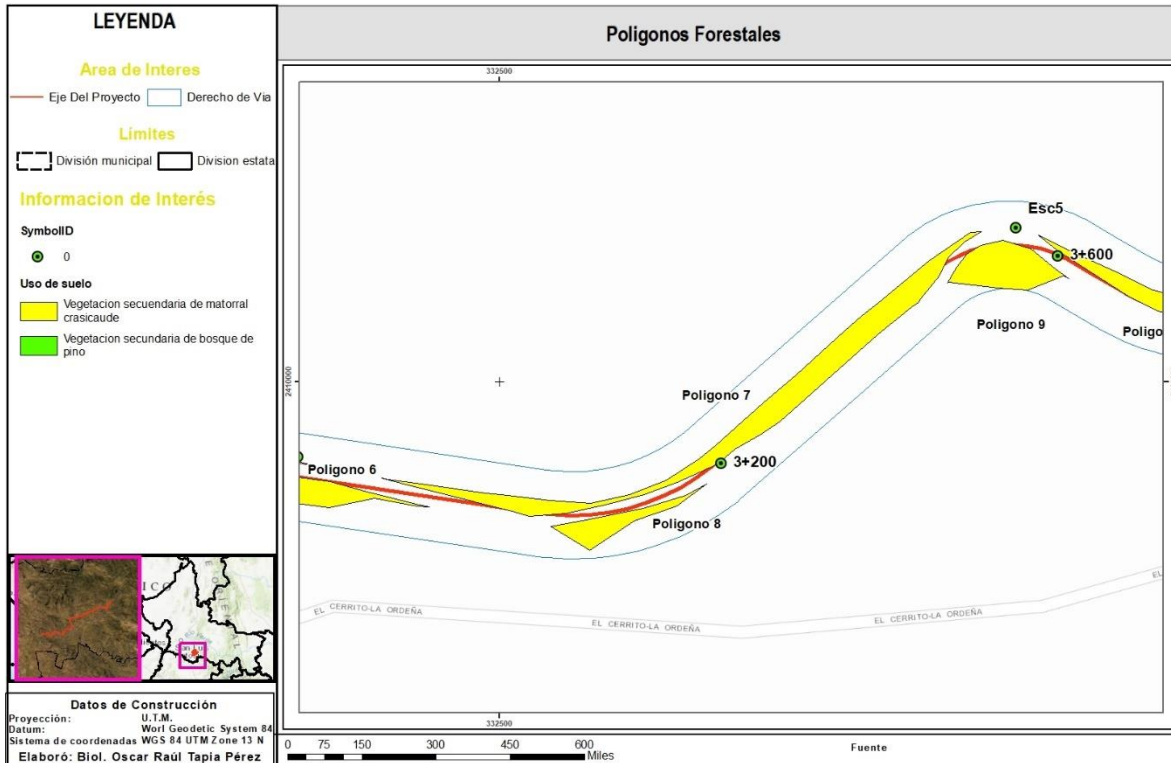 LEYENDA
Area de Interes
Eje Del Proyecto
Derecho de Via
Límites
División municipal
Division estata
Informacion de Interés
SymbolID
0
Uso de suelo
Vegetacion secuendaria de matorral
crasicaude
Vegetacion secundaria de bosque de
pino
Datos de Construcción
Proyección: U.T.M.
Datum: Worl Geodetic System 84
Sistema de coordenadas WGS 84 UTM Zone 13 N
Elaboró: Biol. Oscar Raúl Tapia Pérez
Poligonos Forestales
332500
2410000
Esc5
3+600
Poligono 9
Poligo
Poligono 7
3+200
Poligono 6
Poligono 8
EL CERRITO-LA ORDEÑA
EL CERRITO-LA ORDEÑA
EL CERRITO-LA ORDEÑA
EL
332500
0 75 150 300 450 600
Miles
Fuente